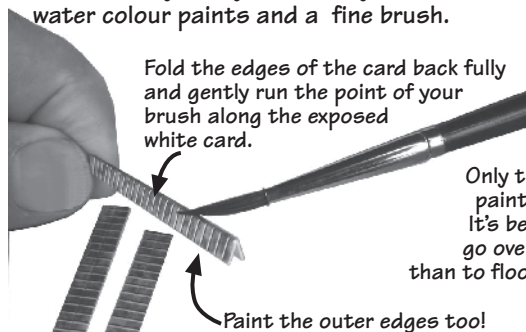 water colour paints and a fine brush.
Fold the edges of the card back fully
and gently run the point of your
brush along the exposed
white card.
Only t
paint
It's be
go ove
than to floo
Paint the outer edges too!